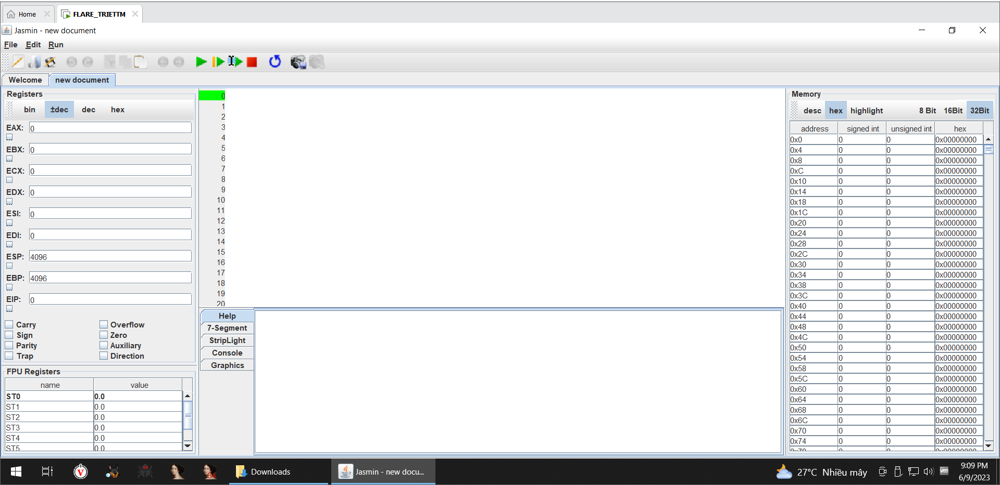 Home
FLARE_TRIETTM
Jasmin - new document
File Edit Run
Welcome
new document
Registers
bin ±dec dec hex
EAX: 0
EBX: 0
ECX: 0
EDX: 0
ESI: 0
EDI: 0
ESP: 4096
EBP: 4096
EIP: 0
Carry Overflow
Sign Zero
Parity Auxiliary
Trap Direction
FPU Registers
name value
ST0 0.0
ST1 0.0
ST2 0.0
ST3 0.0
ST4 0.0
ST5 0.0
0
1
2
3
4
5
6
7
8
9
10
11
12
13
14
15
16
17
18
19
20
Help
7-Segment
StripLight
Console
Graphics
Memory
desc hex highlight 8 Bit 16Bit 32Bit
address signed int unsigned int hex
0x0 0 0 0x00000000
0x4 0 0 0x00000000
0x8 0 0 0x00000000
0xC 0 0 0x00000000
0x10 0 0 0x00000000
0x14 0 0 0x00000000
0x18 0 0 0x00000000
0x1C 0 0 0x00000000
0x20 0 0 0x00000000
0x24 0 0 0x00000000
0x28 0 0 0x00000000
0x2C 0 0 0x00000000
0x30 0 0 0x00000000
0x34 0 0 0x00000000
0x38 0 0 0x00000000
0x3C 0 0 0x00000000
0x40 0 0 0x00000000
0x44 0 0 0x00000000
0x48 0 0 0x00000000
0x4C 0 0 0x00000000
0x50 0 0 0x00000000
0x54 0 0 0x00000000
0x58 0 0 0x00000000
0x5C 0 0 0x00000000
0x60 0 0 0x00000000
0x64 0 0 0x00000000
0x68 0 0 0x00000000
0x6C 0 0 0x00000000
0x70 0 0 0x00000000
0x74 0 0 0x00000000
64
Downloads
Jasmin - new docu...
27°C Nhiều mây
vm
9:09 PM
6/9/2023